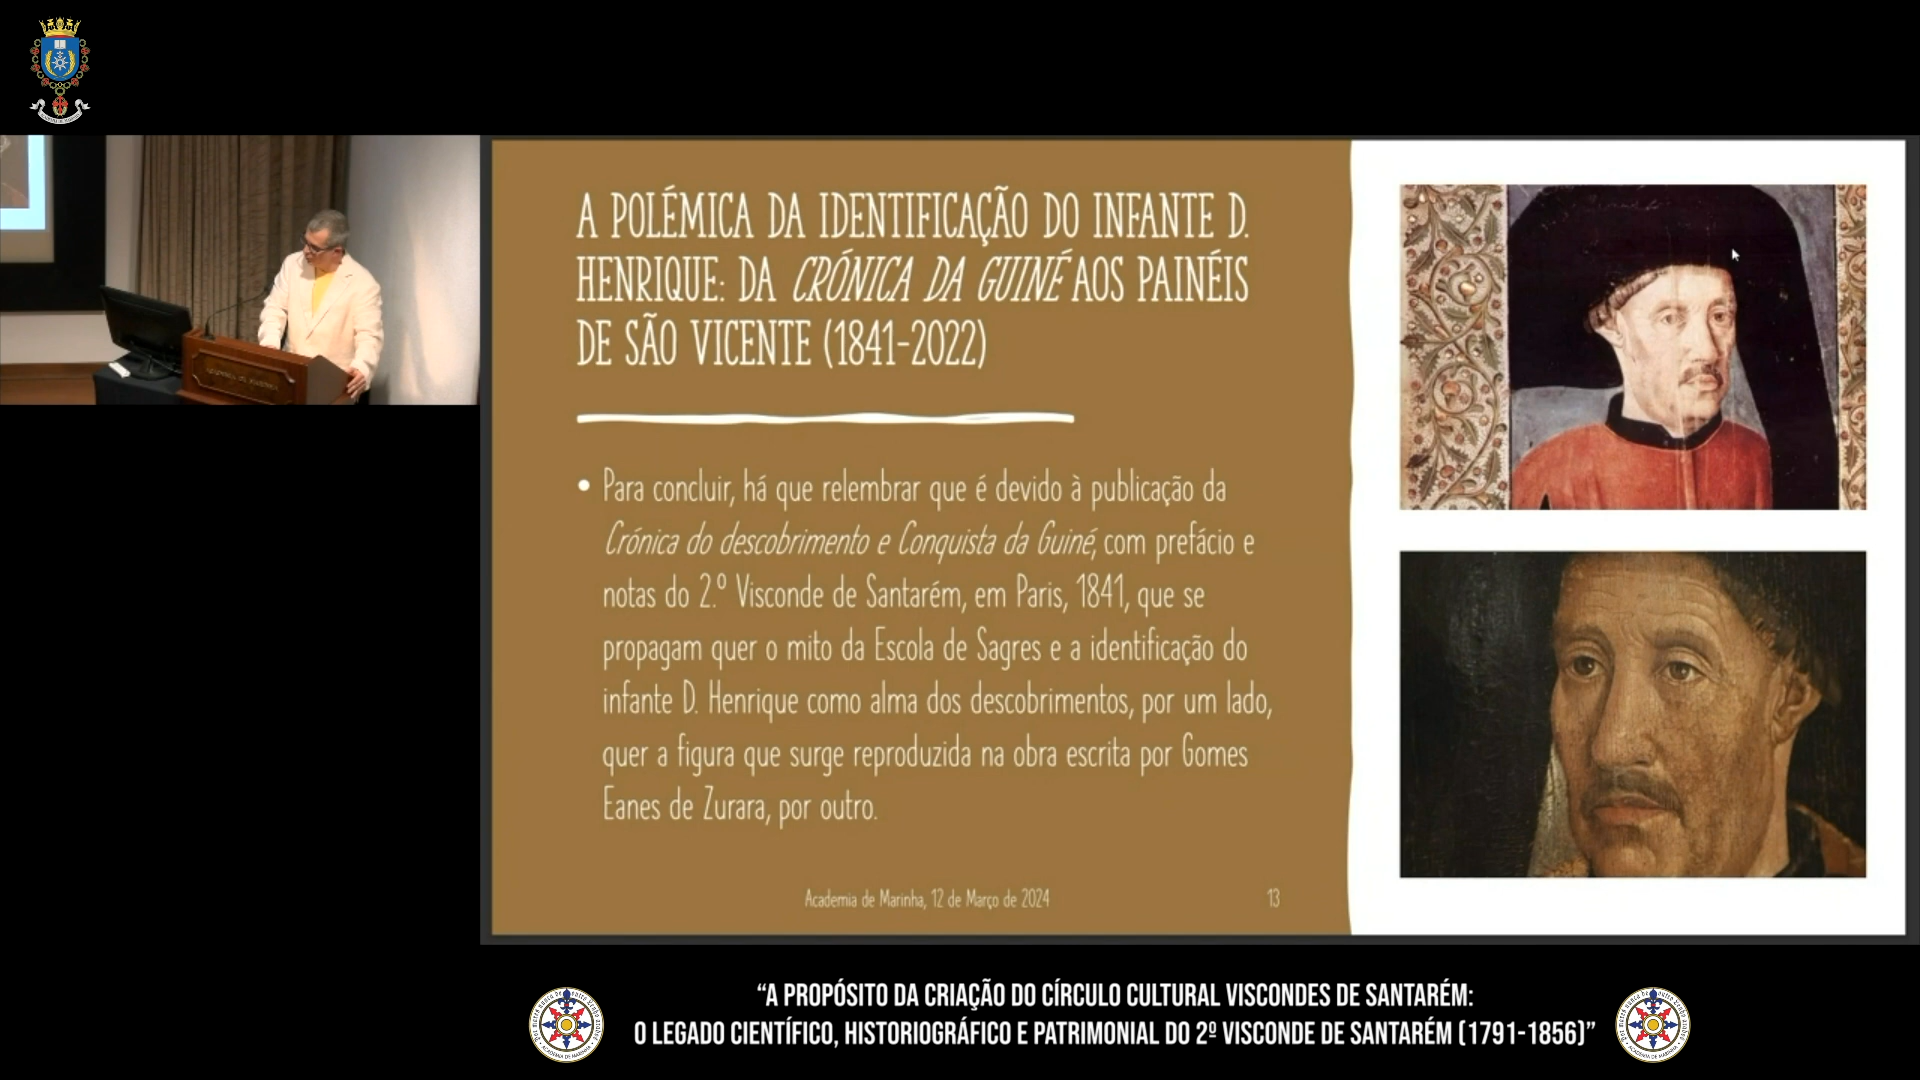 A POLÉMICA DA IDENTIFICAÇÃO DO INFANTE D.
HENRIQUE: DA CRÓNICA DA GUINÉ AOS PAINÉIS
DE SÃO VICENTE (1841-2022)
• Para concluir, há que relembrar que é devido à publicação da
Crónica do descobrimento e Conquista da Guiné, com prefácio e
notas do 2.º Visconde de Santarém, em Paris, 1841, que se
propagam quer o mito da Escola de Sagres e a identificação do
infante D. Henrique como alma dos descobrimentos, por um lado,
quer a figura que surge reproduzida na obra escrita por Gomes
Eanes de Zurara, por outro.
Academia de Marinha, 12 de Março de 2024
13
ACADEMIA DE MARINHA
“A PROPÓSITO DA CRIAÇÃO DO CÍRCULO CULTURAL VISCONDES DE SANTARÉM:
O LEGADO CIENTÍFICO, HISTORIOGRÁFICO E PATRIMONIAL DO 2º VISCONDE DE SANTARÉM (1791-1856)”